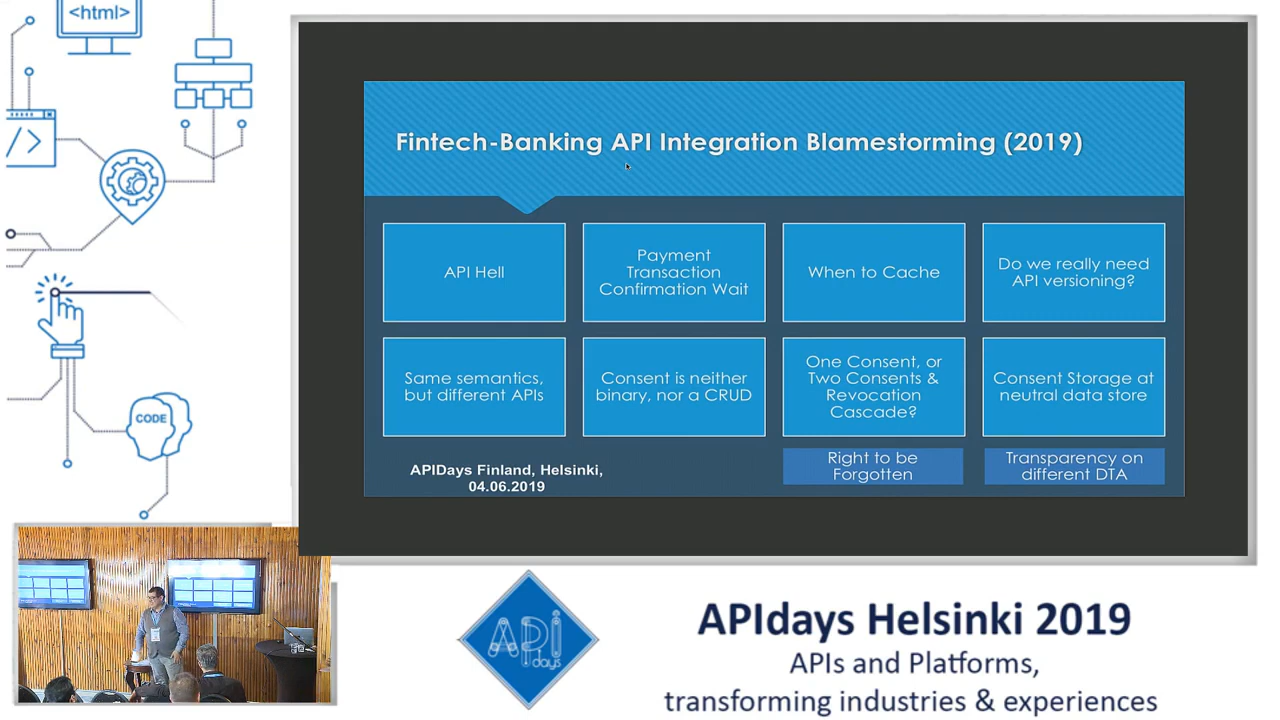 <html>
</>
CODE
Fintech-Banking API Integration Blamestorming (2019)
API Hell
Payment
Transaction
Confirmation Wait
When to Cache
Do we really need
API versioning?
Same semantics,
but different APIs
Consent is neither
binary, nor a CRUD
One Consent, or
Two Consents &
Revocation
Cascade?
Consent Storage at
neutral data store
Right to be
Forgotten
Transparency on
different DTA
APIDays Finland, Helsinki,
04.06.2019
API
days
APIdays Helsinki 2019
APIs and Platforms,
transforming industries & experiences